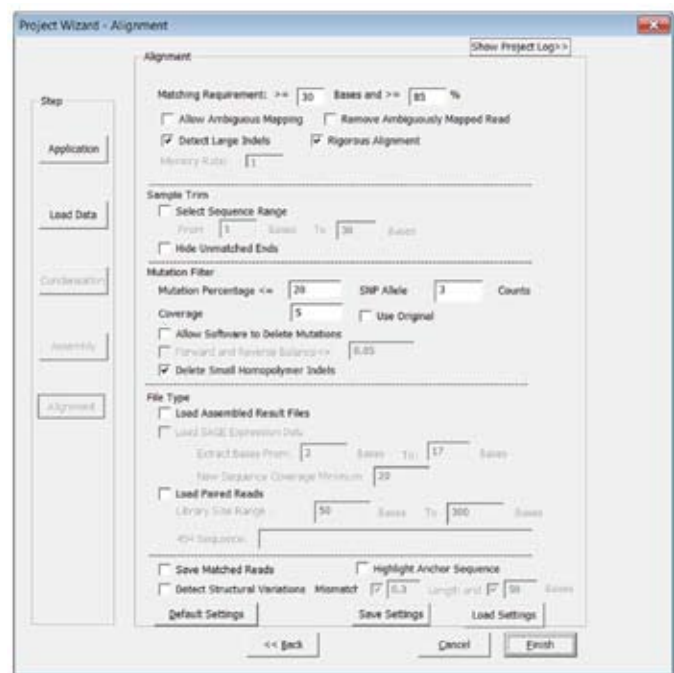 Project Wizard - Alignment
Show Project Log>>
Alignment
Matching Requirement: >= 30 Bases and >= 85 %
Allow Ambiguous Mapping Remove Ambiguously Mapped Read
Detect Large Indels Rigorous Alignment
Memory Ratio: 1
Sample Trim
Select Sequence Range
From 1 Bases To 30 Bases
Hide Unmatched Ends
Mutation Filter
Mutation Percentage <= 20 SNP Allele 3 Counts
Coverage 5 Use Original
Allow Software to Delete Mutations
Forward and Reverse Balance<= 0.05
Delete Small Homopolymer Indels
File Type
Load Assembled Result Files
Load SAGE Expression Data
Extract Bases From: 2 Bases To: 17 Bases
New Sequence Coverage Minimum 20
Load Paired Reads
Library Size Range 50 Bases To 300 Bases
454 Sequence:
Save Matched Reads Highlight Anchor Sequence
Detect Structural Variations Mismatch 0.3 Length and 50 Bases
Default Settings Save Settings Load Settings
<< Back Cancel Finish
Step
Application
Load Data
Condensation
Assembly
Alignment